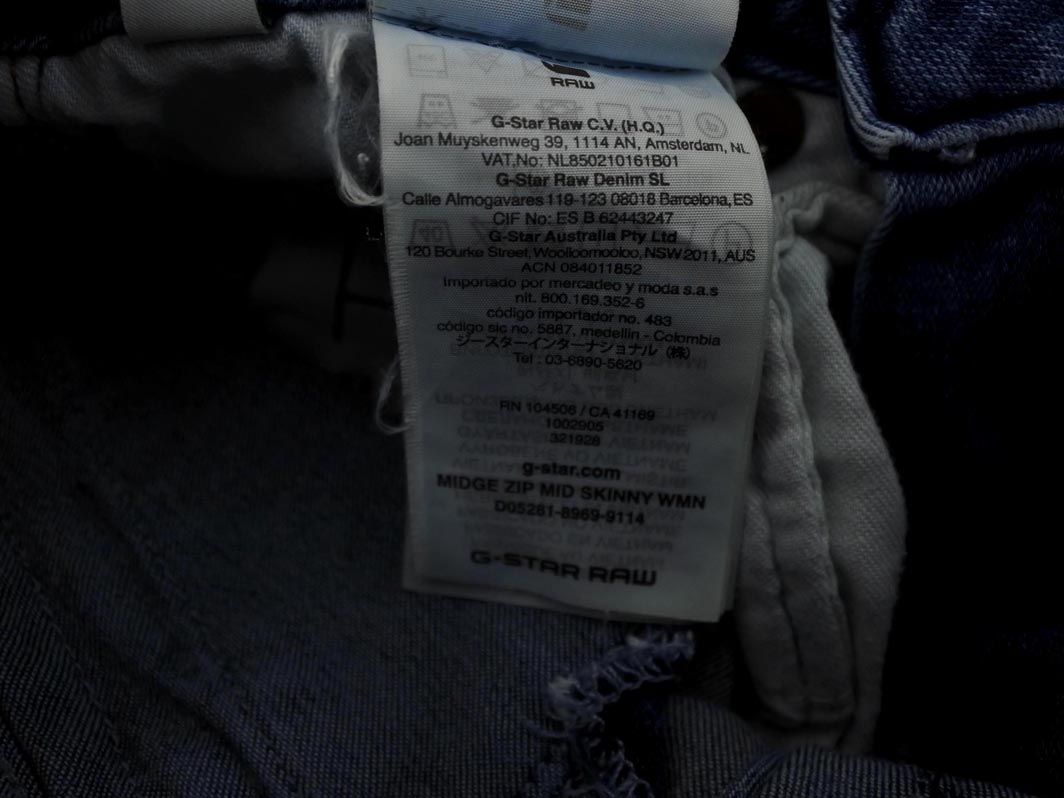 RAW
G-Star Raw C.V. (H.Q.)
Joan Muyskenweg 39, 1114 AN, Amsterdam, NL
VAT.No: NL850210161B01
G-Star Raw Denim SL
Calle Almogavares 119-123 08018 Barcelona, ES
CIF No: ES B 62443247
G-Star Australia Pty Ltd
120 Bourke Street, Woolloomooloo, NSW2011, AUS
ACN 084011852
Importado por mercadeo y moda s.a.s
nit. 800.169.352-6
código importador no. 483
código sic no. 5887, medellin - Colombia
ジースターインターナショナル (株)
Tel : 03-6890-5620
RN 104506 / CA 41169
1002905
321928
g-star.com
MIDGE ZIP MID SKINNY WMN
D05281-8969-9114
G-STAR RAW